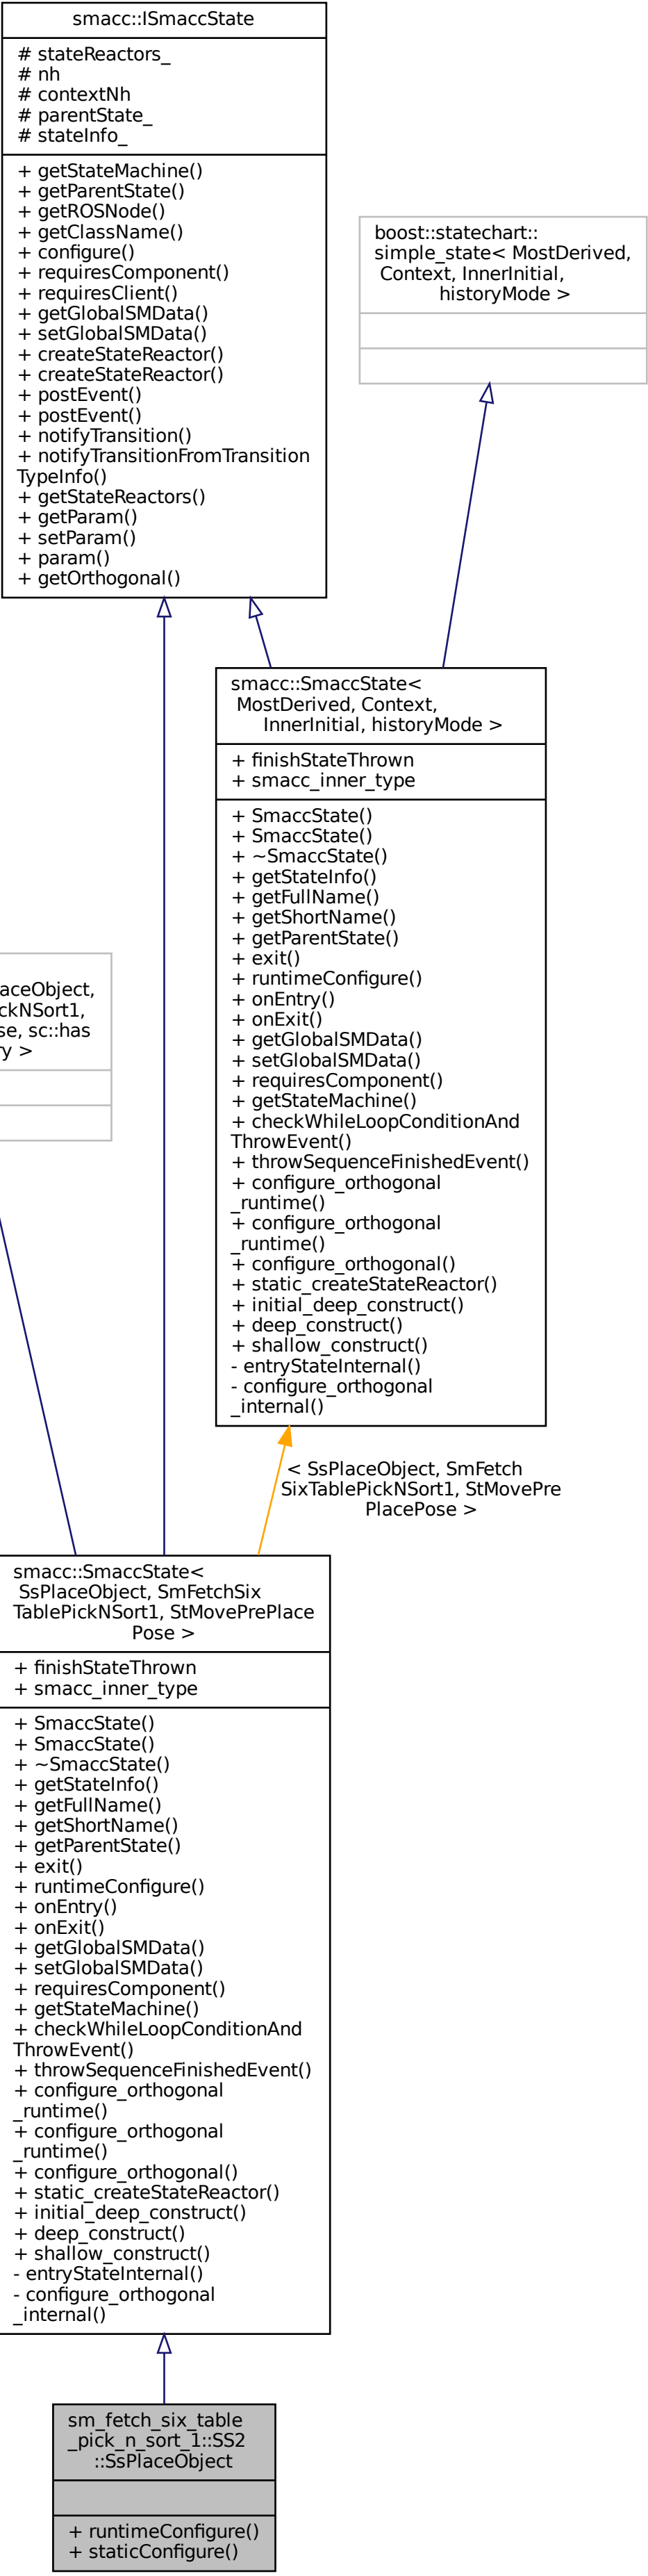 smacc::ISmaccState
# stateReactors_
# nh
# contextNh
# parentState_
# stateInfo_
+ getStateMachine()
+ getParentState()
+ getROSNode()
+ getClassName()
+ configure()
+ requiresComponent()
+ requiresClient()
+ getGlobalSMData()
+ setGlobalSMData()
+ createStateReactor()
+ createStateReactor()
+ postEvent()
+ postEvent()
+ notifyTransition()
+ notifyTransitionFromTransition
TypeInfo()
+ getStateReactors()
+ getParam()
+ setParam()
+ param()
+ getOrthogonal()
boost::statechart::
simple_state< MostDerived,
Context, InnerInitial,
historyMode >
smacc::SmaccState<
MostDerived, Context,
InnerInitial, historyMode >
+ finishStateThrown
+ smacc_inner_type
+ SmaccState()
+ SmaccState()
+ ~SmaccState()
+ getStateInfo()
+ getFullName()
+ getShortName()
+ getParentState()
+ exit()
+ runtimeConfigure()
+ onEntry()
+ onExit()
+ getGlobalSMData()
+ setGlobalSMData()
+ requiresComponent()
+ getStateMachine()
+ checkWhileLoopConditionAnd
ThrowEvent()
+ throwSequenceFinishedEvent()
+ configure_orthogonal
_runtime()
+ configure_orthogonal
_runtime()
+ configure_orthogonal()
+ static_createStateReactor()
+ initial_deep_construct()
+ deep_construct()
+ shallow_construct()
- entryStateInternal()
- configure_orthogonal
_internal()
aceObject,
ckNSort1,
se, sc::has
ry >
< SsPlaceObject, SmFetch
SixTablePickNSort1, StMovePre
PlacePose >
smacc::SmaccState<
SsPlaceObject, SmFetchSix
TablePickNSort1, StMovePrePlace
Pose >
+ finishStateThrown
+ smacc_inner_type
+ SmaccState()
+ SmaccState()
+ ~SmaccState()
+ getStateInfo()
+ getFullName()
+ getShortName()
+ getParentState()
+ exit()
+ runtimeConfigure()
+ onEntry()
+ onExit()
+ getGlobalSMData()
+ setGlobalSMData()
+ requiresComponent()
+ getStateMachine()
+ checkWhileLoopConditionAnd
ThrowEvent()
+ throwSequenceFinishedEvent()
+ configure_orthogonal
_runtime()
+ configure_orthogonal
_runtime()
+ configure_orthogonal()
+ static_createStateReactor()
+ initial_deep_construct()
+ deep_construct()
+ shallow_construct()
- entryStateInternal()
- configure_orthogonal
_internal()
sm_fetch_six_table
_pick_n_sort_1::SS2
::SsPlaceObject
+ runtimeConfigure()
+ staticConfigure()